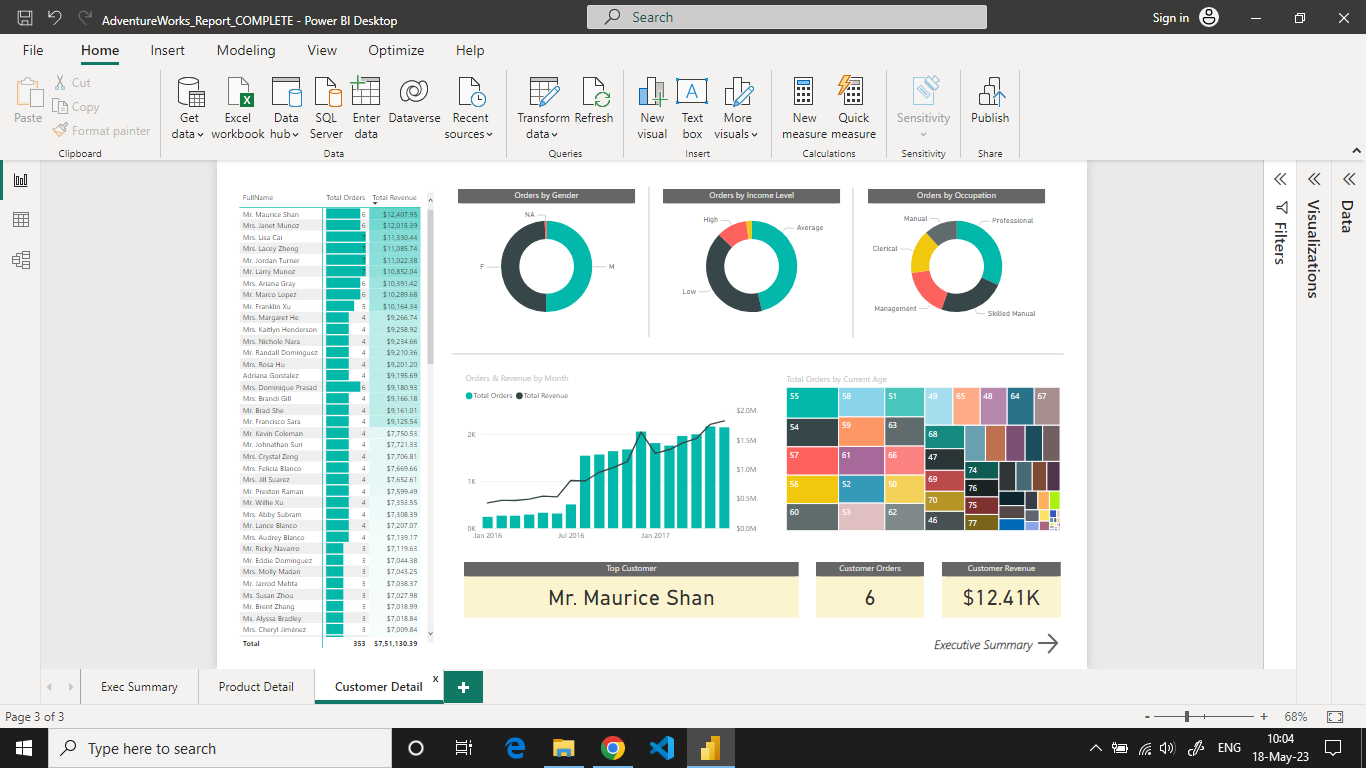 AdventureWorks_Report_COMPLETE - Power BI Desktop
Search
Sign in
File Home Insert Modeling View Optimize Help
Paste
Cut
Copy
Format painter
Clipboard
Get data
Excel workbook
Data hub
SQL Server
Enter data
Dataverse
Recent sources
Data
Transform data
Refresh
Queries
New visual
Text box
More visuals
Insert
New measure
Quick measure
Calculations
Sensitivity
Sensitivity
Publish
Share
FullName Total Orders Total Revenue
Mr. Maurice Shan 6 $12,407.95
Mrs. Janet Munoz 6 $12,015.39
Mrs. Lisa Cai 7 $11,330.44
Mrs. Lacey Zheng 7 $11,085.74
Mr. Jordan Turner 7 $11,022.38
Mr. Larry Munoz 7 $10,852.04
Mrs. Ariana Gray 6 $10,391.42
Mr. Marco Lopez 6 $10,289.68
Mr. Franklin Xu 5 $10,164.34
Mrs. Margaret He 4 $9,266.74
Mrs. Kaitlyn Henderson 4 $9,258.92
Mrs. Nichole Nara 4 $9,234.66
Mr. Randall Dominguez 4 $9,210.36
Mrs. Rosa Hu 4 $9,201.20
Adriana Gonzalez 4 $9,195.69
Mrs. Dominique Prasad 6 $9,180.93
Mrs. Brandi Gill 4 $9,166.18
Mr. Brad She 4 $9,161.01
Mr. Francisco Sara 4 $9,125.54
Mr. Kevin Coleman 4 $7,750.53
Mr. Johnathan Suri 4 $7,721.33
Mrs. Crystal Zeng 4 $7,706.81
Mrs. Felicia Blanco 4 $7,669.66
Mrs. Jill Suarez 4 $7,652.61
Mr. Preston Raman 4 $7,599.49
Mr. Willie Xu 4 $7,353.55
Mrs. Abby Subram 4 $7,308.39
Mr. Lance Blanco 4 $7,207.07
Mrs. Audrey Blanco 4 $7,139.17
Mr. Ricky Navarro 3 $7,119.63
Mr. Eddie Dominguez 3 $7,044.38
Mrs. Molly Madan 3 $7,043.25
Mr. Jarrod Mehta 3 $7,038.37
Ms. Susan Zhou 3 $7,027.98
Mr. Brent Zhang 3 $7,018.99
Ms. Alyssa Bradley 3 $7,018.84
Mrs. Cheryl Jiménez 3 $7,009.84
Total 353 $7,51,130.39
Orders by Gender
NA
F
M
Orders by Income Level
High
Average
Low
Orders by Occupation
Manual
Professional
Clerical
Management
Skilled Manual
Orders & Revenue by Month
Total Orders Total Revenue
2K
1K
0K
$2.0M
$1.5M
$1.0M
$0.5M
$0.0M
Jan 2016 Jul 2016 Jan 2017
Total Orders by Current Age
55 58 51 49 65 48 64 67
54 59 63 68
57 61 66 47 74
56 52 50 69 76
60 53 62 70 75
46 77
Top Customer
Mr. Maurice Shan
Customer Orders
6
Customer Revenue
$12.41K
Executive Summary
Filters
Visualizations
Data
Exec Summary Product Detail Customer Detail x +
Page 3 of 3
- + 68%
Type here to search
ENG
10:04
18-May-23